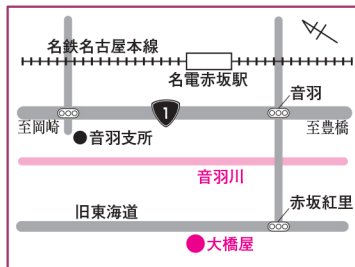 名鉄名古屋本線
名電赤坂駅
音羽
1
至岡崎
至豊橋
音羽支所
音羽川
旧東海道
赤坂紅里
大橋屋